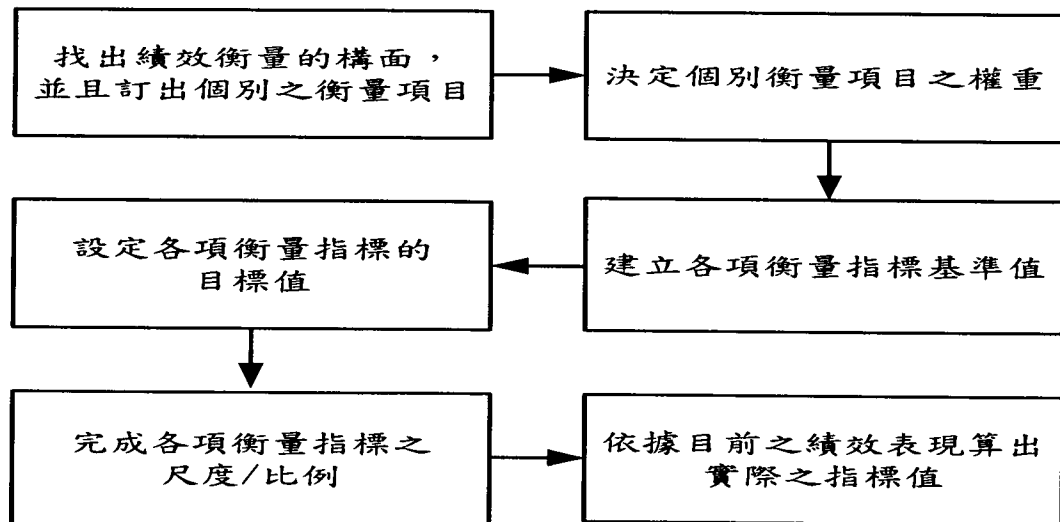 找出績效衡量的構面，
並且訂出個別之衡量項目
決定個別衡量項目之權重
建立各項衡量指標基準值
設定各項衡量指標的
目標值
完成各項衡量指標之
尺度/比例
依據目前之績效表現算出
實際之指標值